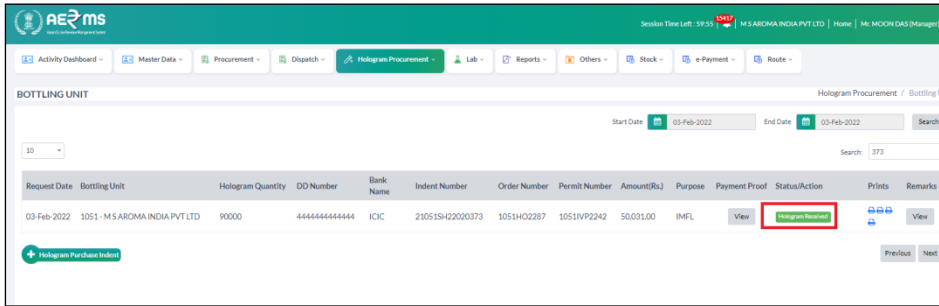 AERMS
Session Time Left : 59:55 15417 M S AROMA INDIA PVT LTD | Home | Mr. MOON DAS(Manager)
Activity Dashboard Master Data Procurement Dispatch Hologram Procurement Lab Reports Others Stock e-Payment Route
BOTTLING UNIT Hologram Procurement / Bottling
Start Date 03-Feb-2022 End Date 03-Feb-2022 Search
10 Search: 373
Request Date Bottling Unit Hologram Quantity DD Number Bank Name Indent Number Order Number Permit Number Amount(Rs.) Purpose Payment Proof Status/Action Prints Remarks
03-Feb-2022 1051 - M S AROMA INDIA PVT LTD 90000 4444444444444 ICIC 21051SH22020373 1051HO2287 1051IVP2242 50,031.00 IMFL View Hologram Received View
Hologram Purchase Indent Previous Next